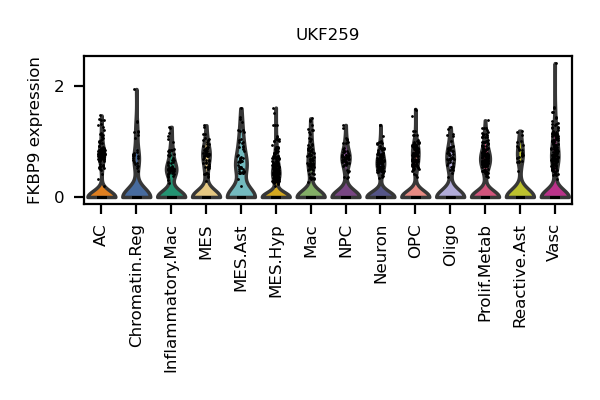 UKF259
FKBP9 expression
2
0
AC
Chromatin.Reg
Inflammatory.Mac
MES
MES.Ast
MES.Hyp
Mac
NPC
Neuron
OPC
Oligo
Prolif.Metab
Reactive.Ast
Vasc